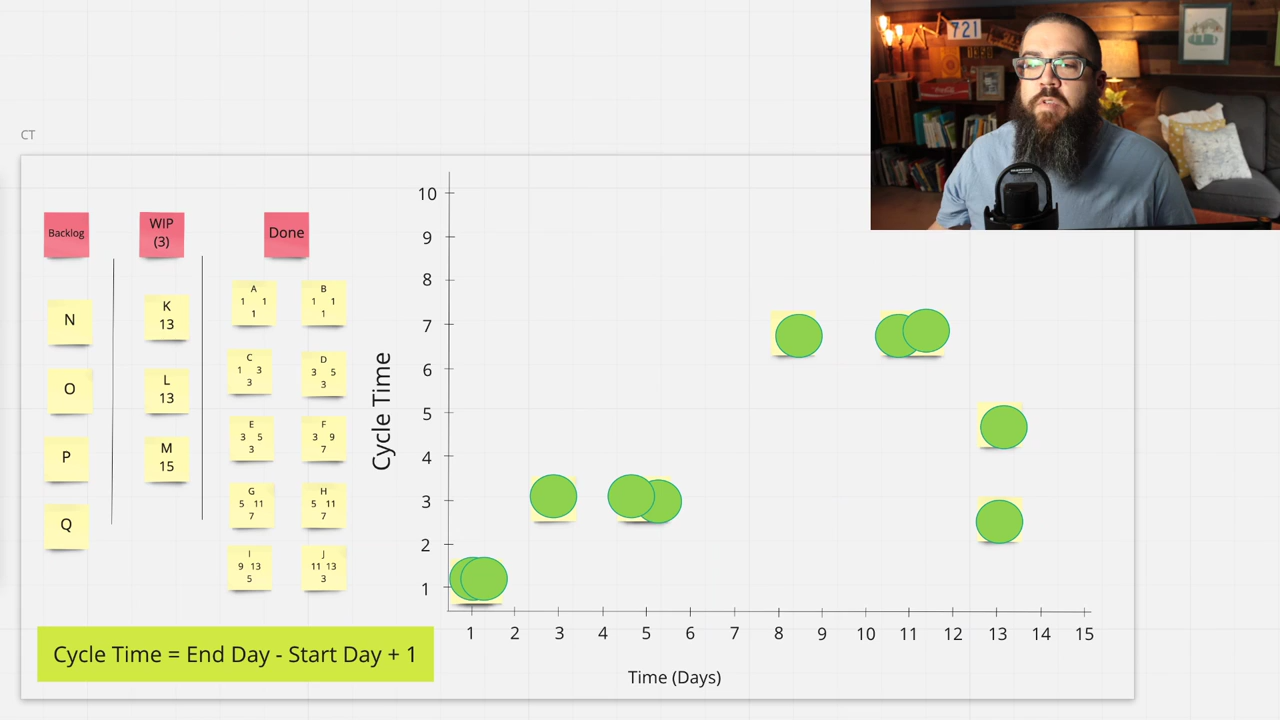 721
CT
Backlog
WIP
(3)
Done
N
O
P
Q
K
13
L
13
M
15
A
1 1
1
B
1 1
1
C
1 3
3
D
3 5
3
E
3 5
3
F
3 9
7
G
5 11
7
H
5 11
7
I
9 13
5
J
11 13
3
Cycle Time = End Day - Start Day + 1
Cycle Time
10
9
8
7
6
5
4
3
2
1
1 2 3 4 5 6 7 8 9 10 11 12 13 14 15
Time (Days)